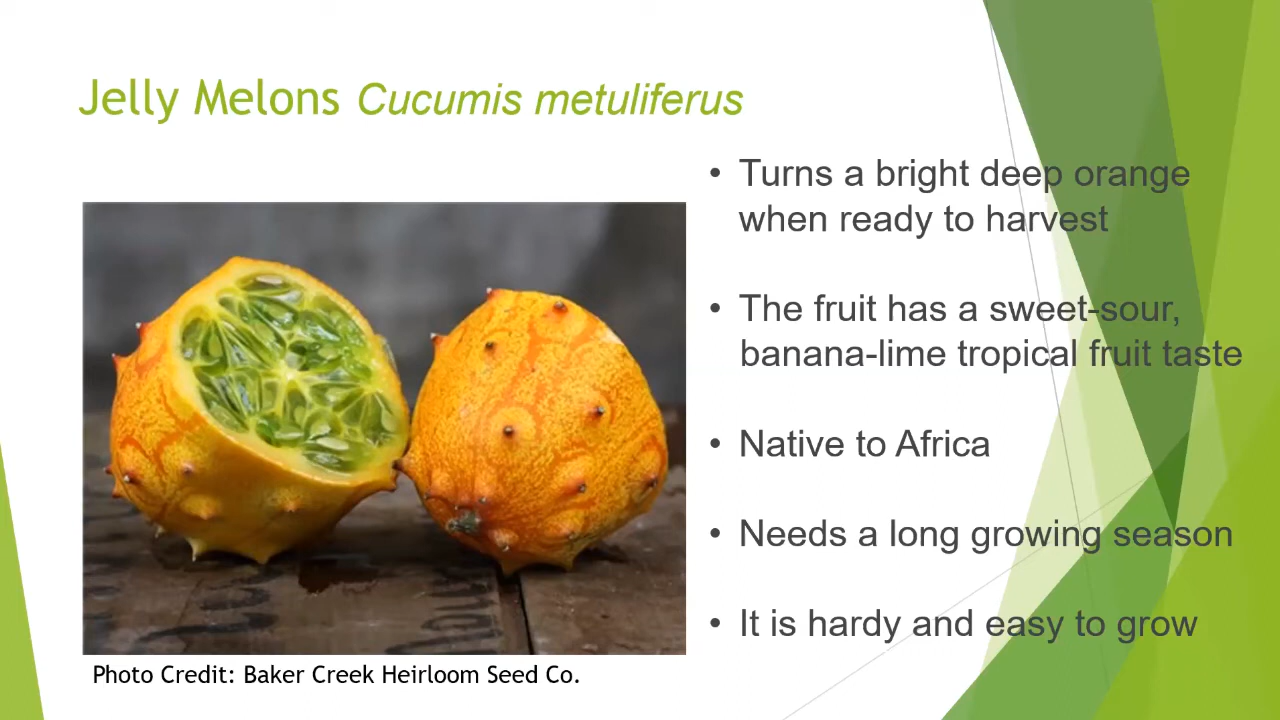 Jelly Melons Cucumis metuliferus
• Turns a bright deep orange
when ready to harvest
• The fruit has a sweet-sour,
banana-lime tropical fruit taste
• Native to Africa
• Needs a long growing season
• It is hardy and easy to grow
Photo Credit: Baker Creek Heirloom Seed Co.